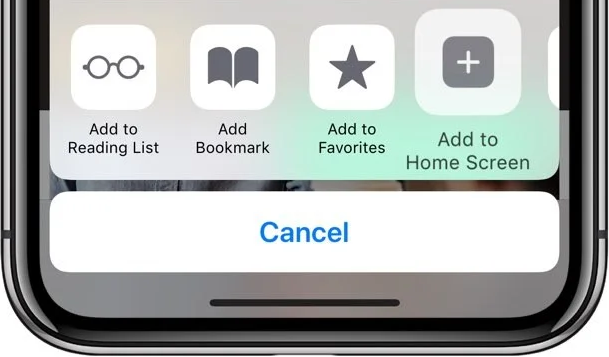 Add to
Reading List
Add
Bookmark
Add to
Favorites
Add to
Home Screen
Cancel